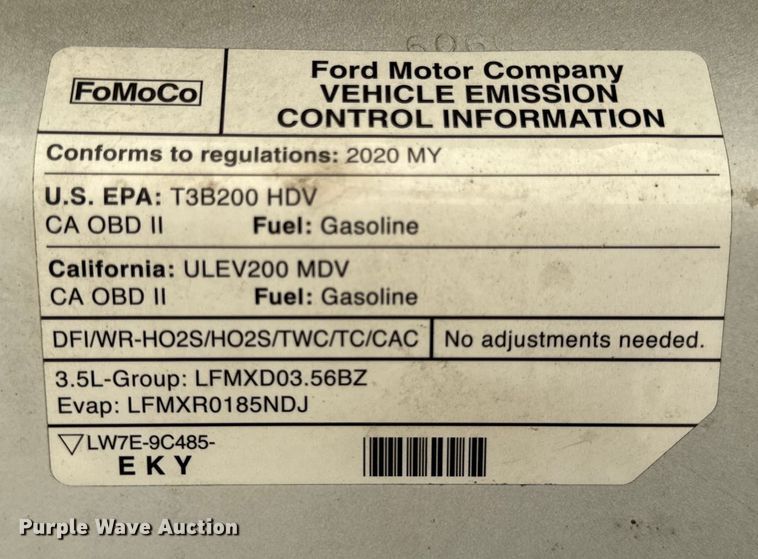 FoMoCo
Ford Motor Company
VEHICLE EMISSION
CONTROL INFORMATION
Conforms to regulations: 2020 MY
U.S. EPA: T3B200 HDV
CA OBD II Fuel: Gasoline
California: ULEV200 MDV
CA OBD II Fuel: Gasoline
DFI/WR-HO2S/HO2S/TWC/TC/CAC No adjustments needed.
3.5L-Group: LFMXD03.56BZ
Evap: LFMXR0185NDJ
LW7E-9C485-
EKY
Purple Wave Auction